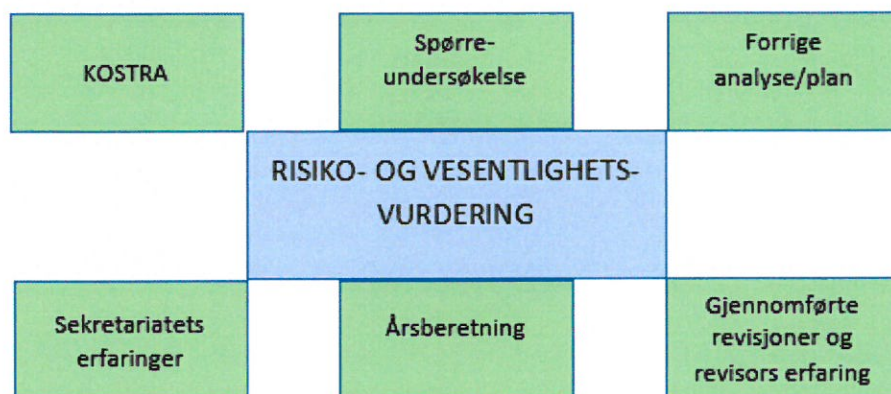 KOSTRA
Spørre-
undersøkelse
Forrige
analyse/plan
RISIKO- OG VESENTLIGHETS-
VURDERING
Sekretariatets
erfaringer
Årsberetning
Gjennomførte
revisjoner og
revisors erfaring